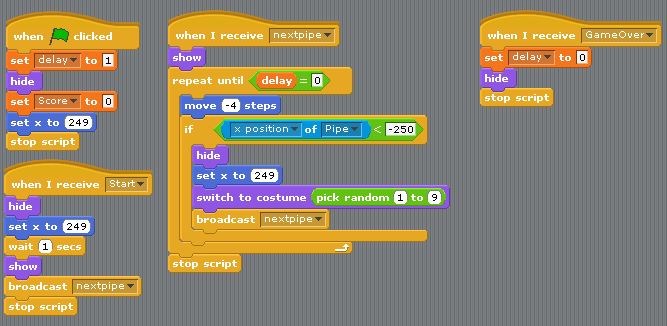 when clicked
set delay to 1
hide
set Score to 0
set x to 249
stop script
when I receive Start
hide
set x to 249
wait 1 secs
show
broadcast nextpipe
stop script
when I receive nextpipe
show
repeat until delay = 0
move -4 steps
if x position of Pipe < -250
hide
set x to 249
switch to costume pick random 1 to 9
broadcast nextpipe
stop script
when I receive GameOver
set delay to 0
hide
stop script